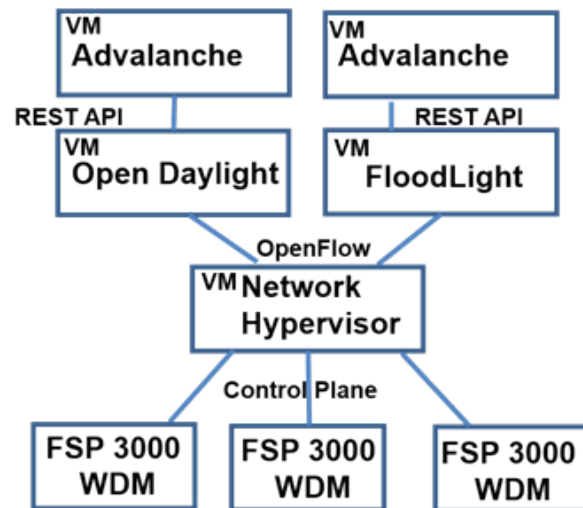 VM
Advalanche
VM
Advalanche
REST API
REST API
VM
Open Daylight
VM
FloodLight
OpenFlow
VM Network
Hypervisor
Control Plane
FSP 3000
WDM
FSP 3000
WDM
FSP 3000
WDM